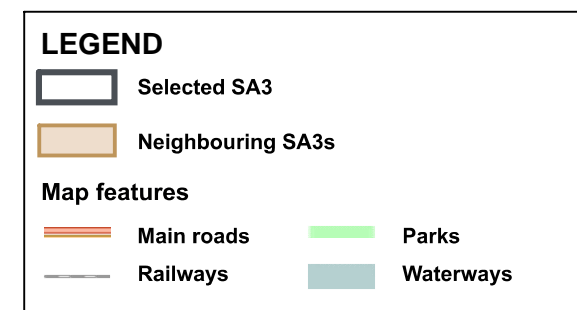 LEGEND
Selected SA3
Neighbouring SA3s
Map features
Main roads
Parks
Railways
Waterways